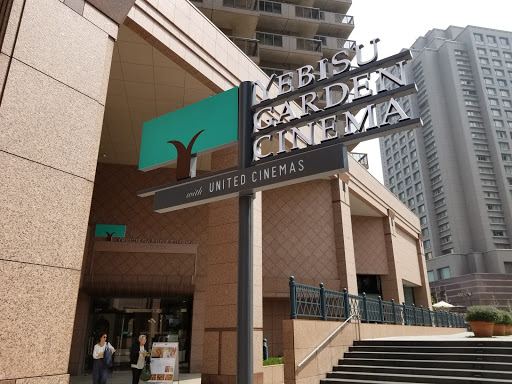 YEBISU
GARDEN
CINEMA
with UNITED CINEMAS